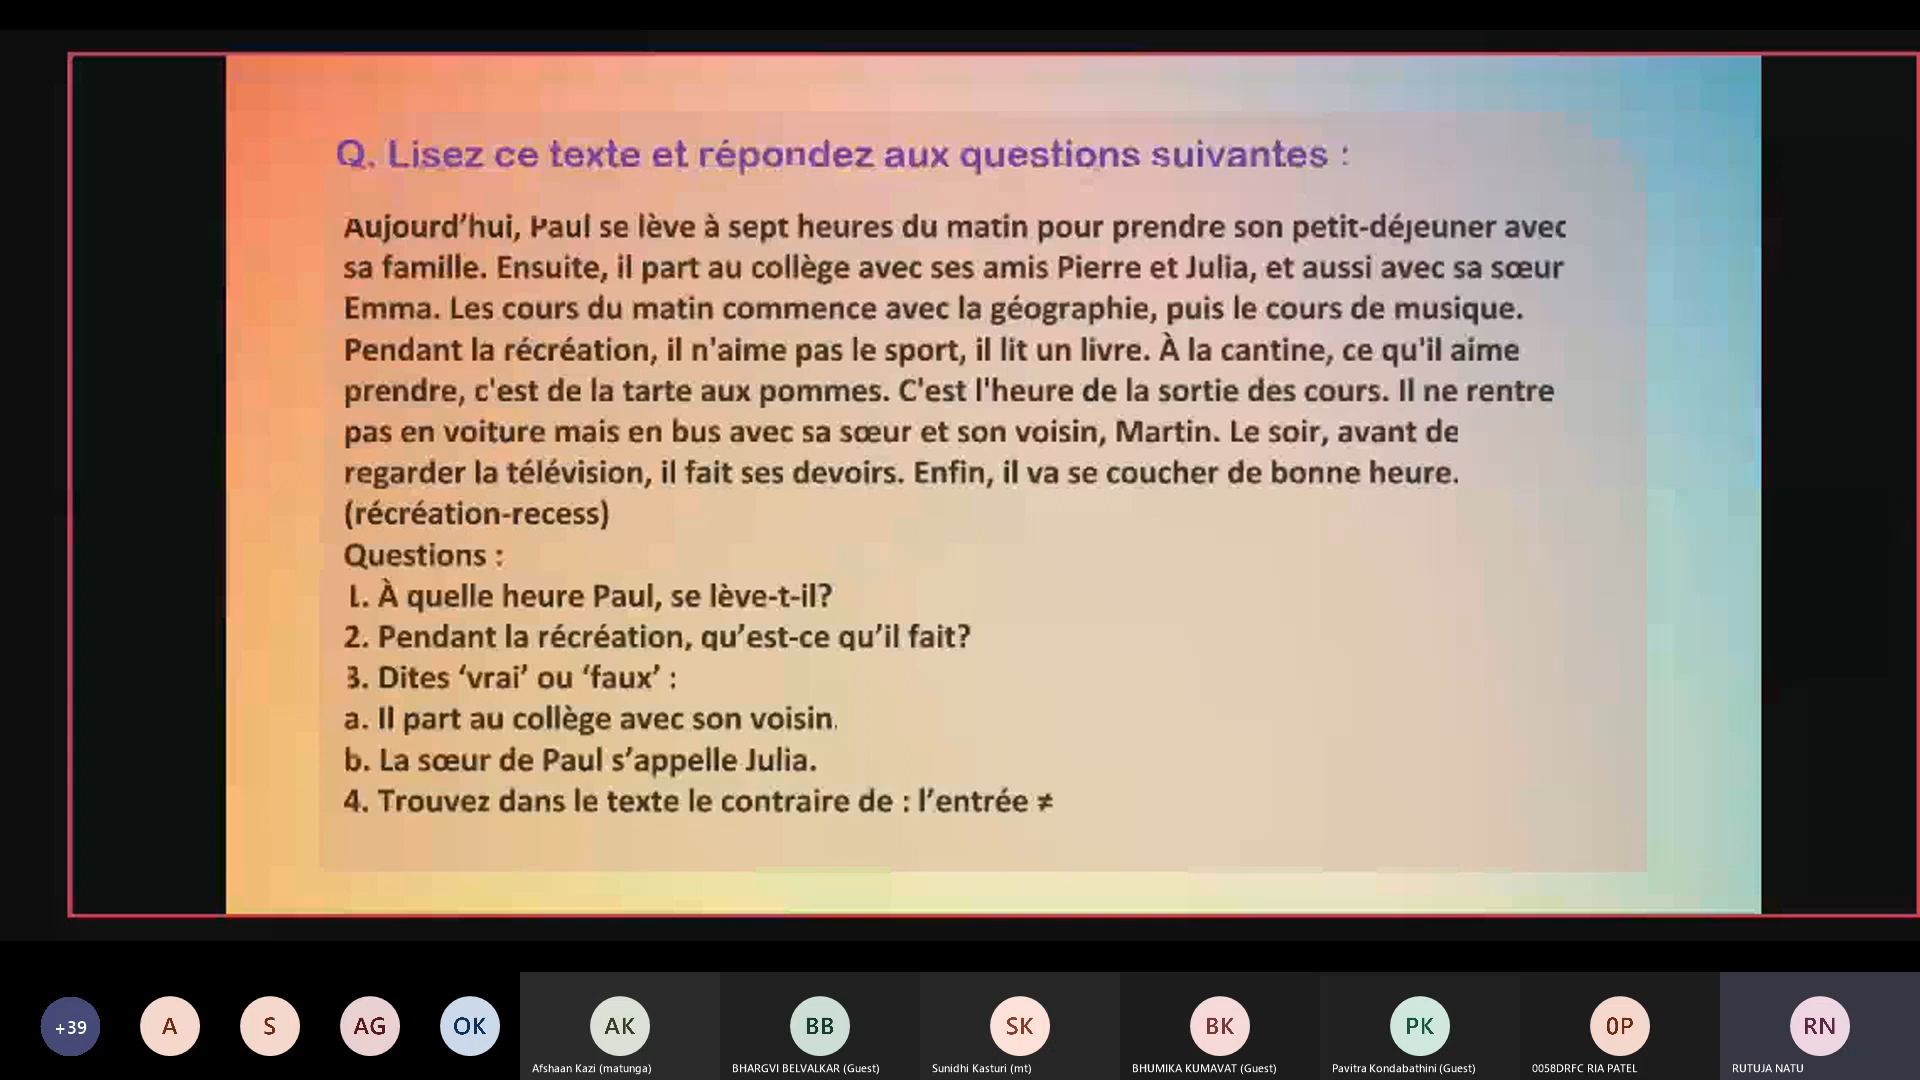 Q. Lisez ce texte et répondez aux questions suivantes :
Aujourd’hui, Paul se lève à sept heures du matin pour prendre son petit-déjeuner avec
sa famille. Ensuite, il part au collège avec ses amis Pierre et Julia, et aussi avec sa sœur
Emma. Les cours du matin commence avec la géographie, puis le cours de musique.
Pendant la récréation, il n'aime pas le sport, il lit un livre. À la cantine, ce qu'il aime
prendre, c'est de la tarte aux pommes. C'est l'heure de la sortie des cours. Il ne rentre
pas en voiture mais en bus avec sa sœur et son voisin, Martin. Le soir, avant de
regarder la télévision, il fait ses devoirs. Enfin, il va se coucher de bonne heure.
(récréation-recess)
Questions :
1. À quelle heure Paul, se lève-t-il?
2. Pendant la récréation, qu’est-ce qu’il fait?
3. Dites ‘vrai’ ou ‘faux’ :
a. Il part au collège avec son voisin.
b. La sœur de Paul s’appelle Julia.
4. Trouvez dans le texte le contraire de : l’entrée ≠
+39 A S AG OK AK BB SK BK PK 0P RN
Afshaan Kazi (matunga) BHARGVI BELVALKAR (Guest) Sunidhi Kasturi (mt) BHUMIKA KUMAVAT (Guest) Pavitra Kondabathini (Guest) 0058DRFC RIA PATEL RUTUJA NATU